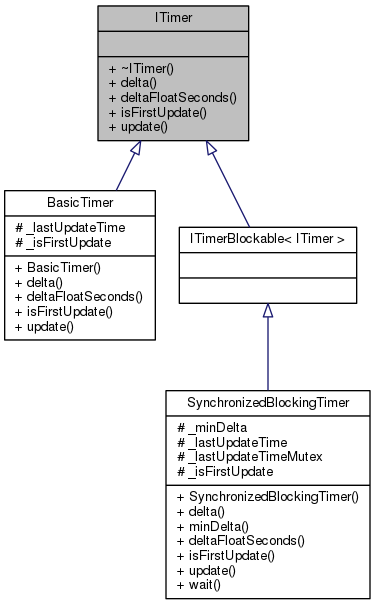 ITimer
+ ~ITimer()
+ delta()
+ deltaFloatSeconds()
+ isFirstUpdate()
+ update()
BasicTimer
# _lastUpdateTime
# _isFirstUpdate
+ BasicTimer()
+ delta()
+ deltaFloatSeconds()
+ isFirstUpdate()
+ update()
ITimerBlockable< ITimer >
SynchronizedBlockingTimer
# _minDelta
# _lastUpdateTime
# _lastUpdateTimeMutex
# _isFirstUpdate
+ SynchronizedBlockingTimer()
+ delta()
+ minDelta()
+ deltaFloatSeconds()
+ isFirstUpdate()
+ update()
+ wait()